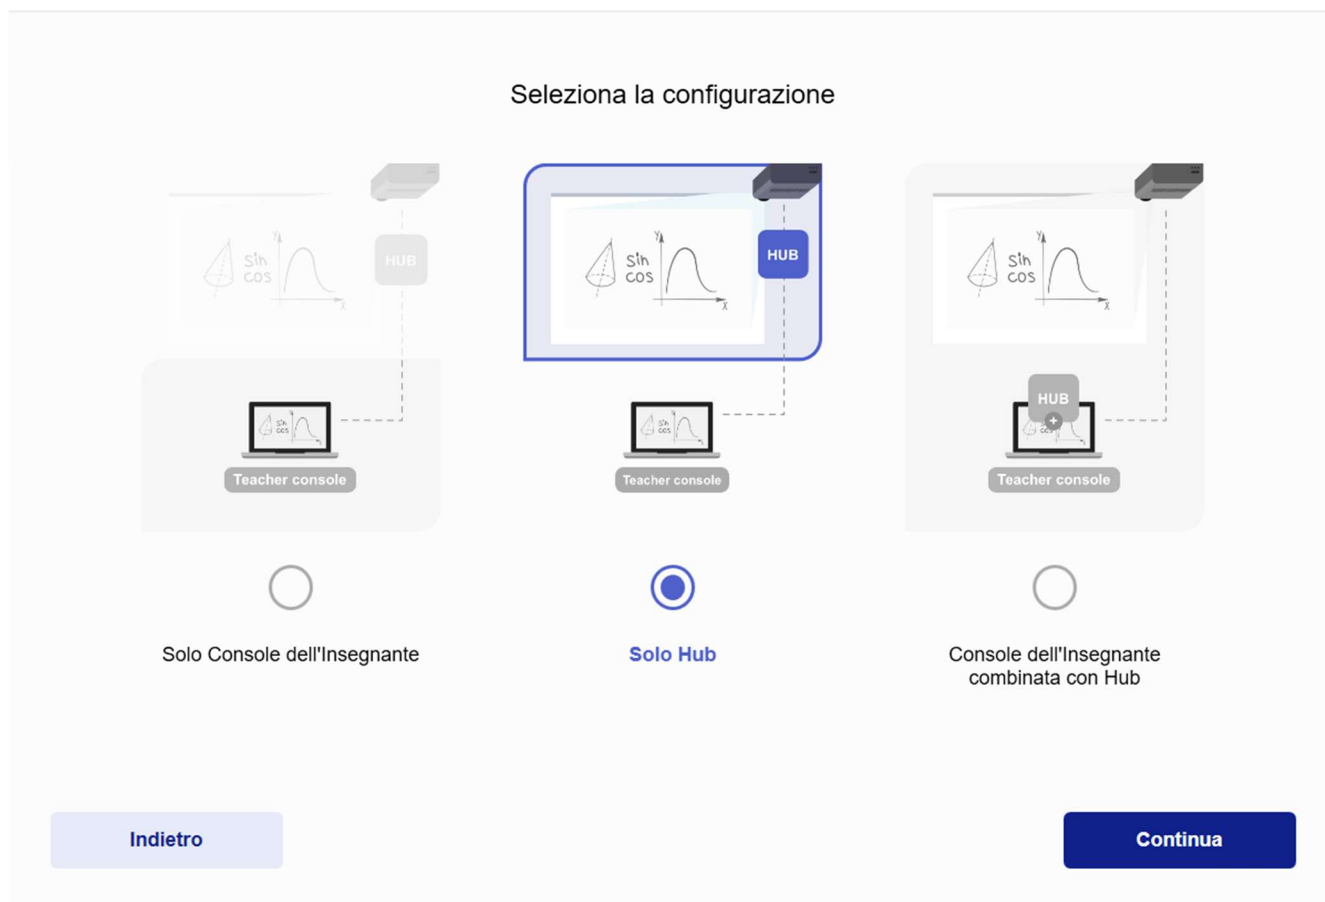 Seleziona la configurazione
HUB
sin
cos
Y
X
Teacher console
Solo Console dell'Insegnante
HUB
sin
cos
Y
X
Teacher console
Solo Hub
sin
cos
Y
X
HUB
Teacher console
Console dell'Insegnante
combinata con Hub
Indietro
Continua